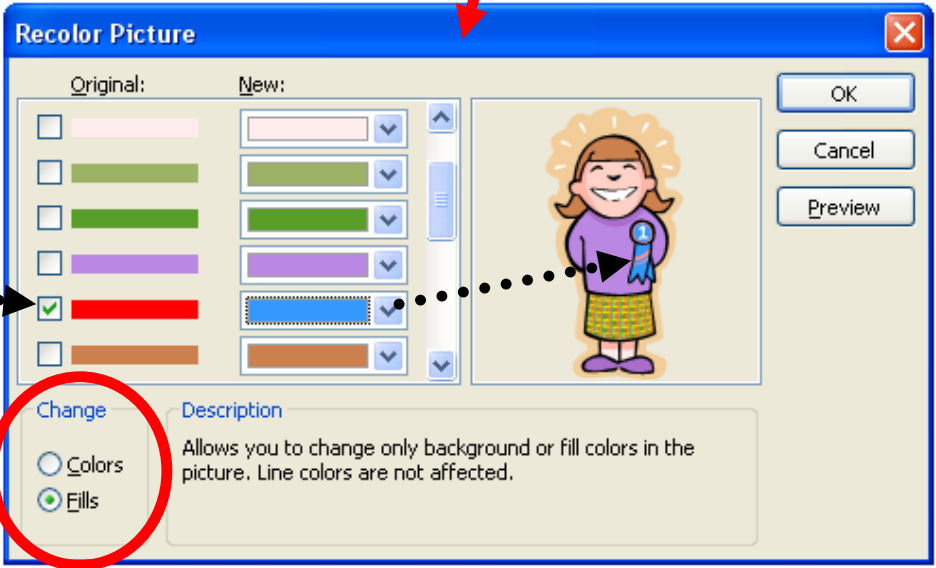 Recolor Picture
Original: New:
OK
Cancel
Preview
1
Change
Colors
Fills
Description
Allows you to change only background or fill colors in the
picture. Line colors are not affected.